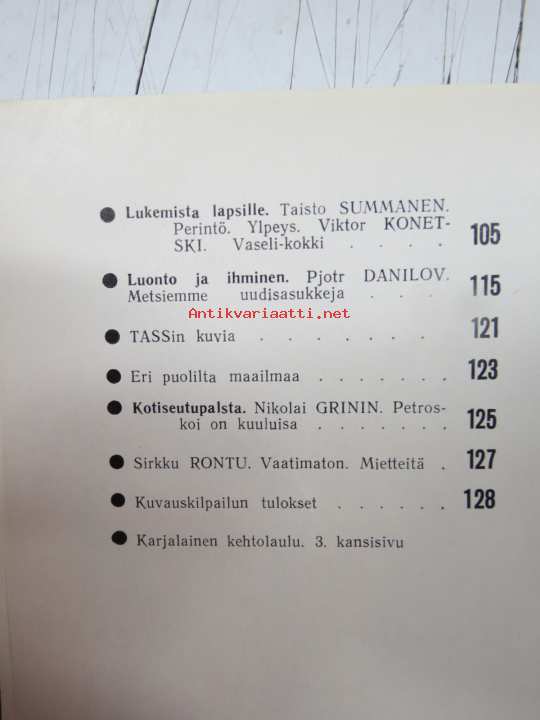 ● Lukemista lapsille. Taisto SUMMANEN.
Perintö. Ylpeys. Viktor KONET-
SKI. Vaseli-kokki . . . . 105
● Luonto ja ihminen. Pjotr DANILOV.
Metsiemme uudisasukkeja . . . 115
Antikvariaatti.net
● TASSin kuvia . . . . . . . 121
● Eri puolilta maailmaa . . . . . . . 123
● Kotiseutupalsta. Nikolai GRININ. Petros-
koi on kuuluisa . . . . . . . 125
● Sirkku RONTU. Vaatimaton. Mietteitä . 127
● Kuvauskilpailun tulokset . . . . . . 128
● Karjalainen kehtolaulu. 3. kansisivu